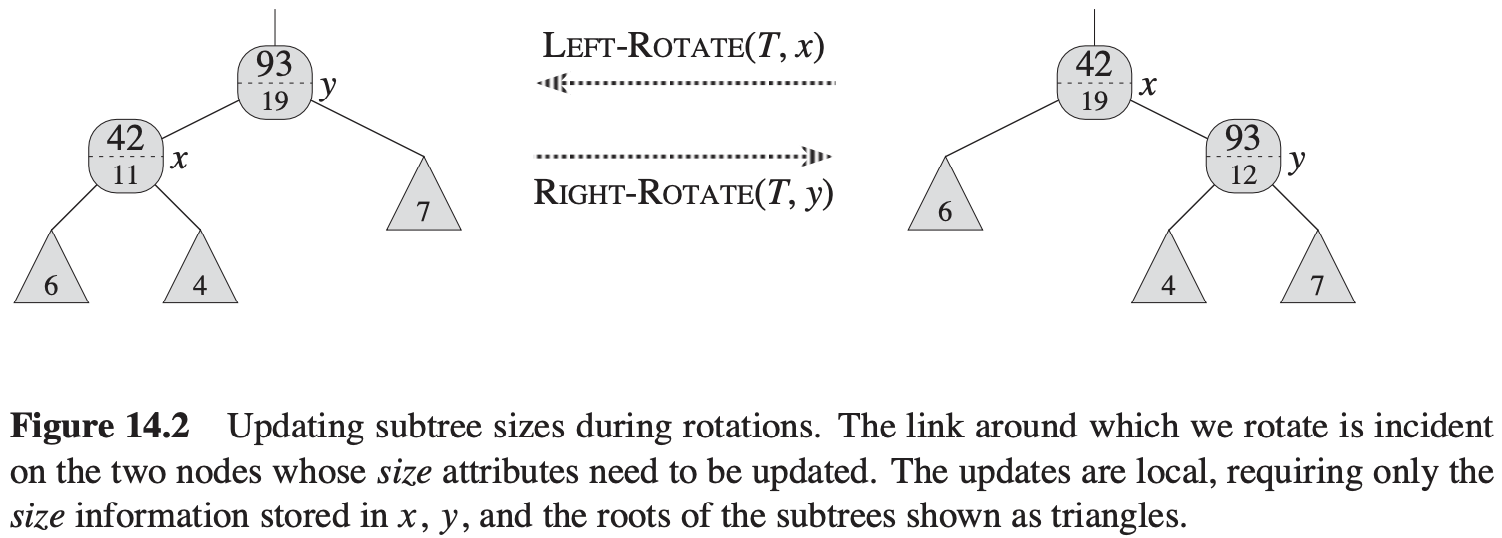 93
19
y
42
11
x
7
6
4
LEFT-ROTATE(T, x)
RIGHT-ROTATE(T, y)
42
19
x
93
12
y
6
4
7
Figure 14.2 Updating subtree sizes during rotations. The link around which we rotate is incident
on the two nodes whose size attributes need to be updated. The updates are local, requiring only the
size information stored in x, y, and the roots of the subtrees shown as triangles.